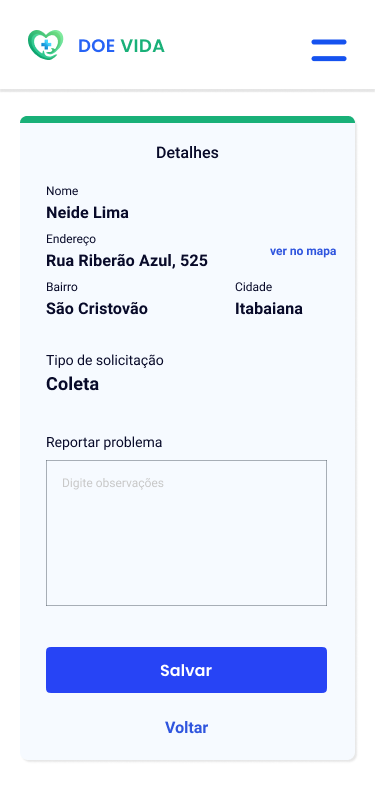 DOE VIDA
Detalhes
Nome
Neide Lima
Endereço
Rua Riberão Azul, 525
ver no mapa
Bairro
Cidade
São Cristovão
Itabaiana
Tipo de solicitação
Coleta
Reportar problema
Digite observações
Salvar
Voltar